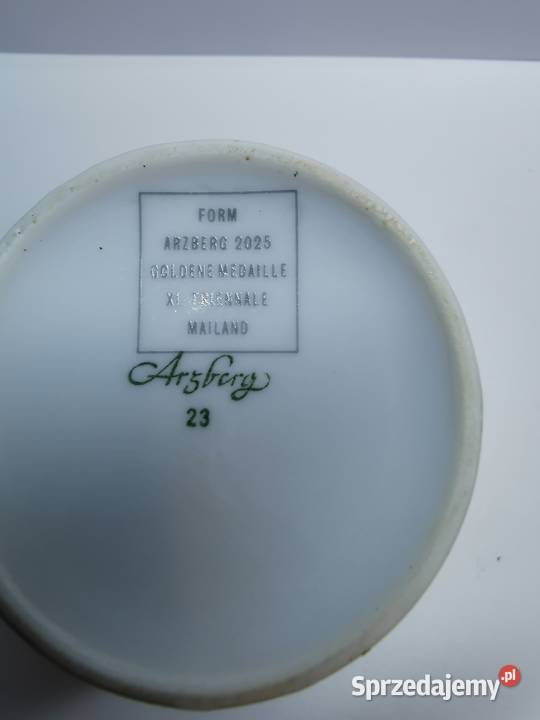 FORM
ARZBERG 2025
GOLDENE MEDAILLE
XI. TRIENNALE
MAILAND
Arzberg
23
Sprzedajemy.pl